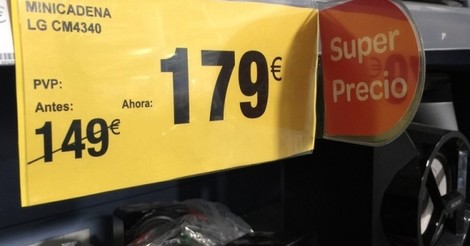 MINICADENA
LG CM4340
PVP:
Antes: Ahora:
149€
179€
Super
Precio